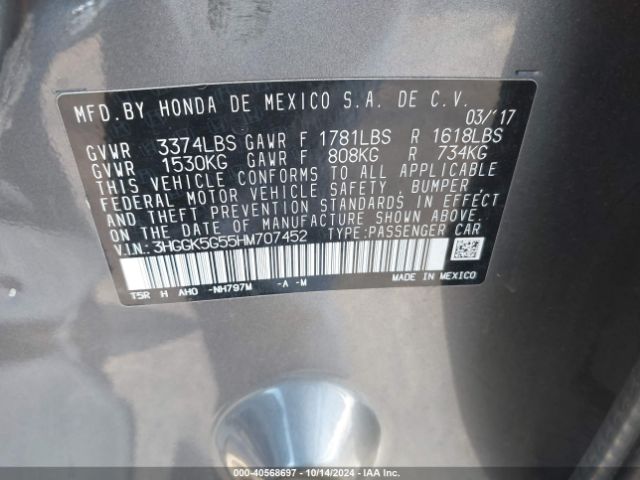 MFD.BY HONDA DE MEXICO S.A. DE C.V.
03/'17
GVWR 3374LBS GAWR F 1781LBS R 1618LBS
GVWR 1530KG GAWR F 808KG R 734KG
THIS VEHICLE CONFORMS TO ALL APPLICABLE
FEDERAL MOTOR VEHICLE SAFETY, BUMPER,
AND THEFT PREVENTION STANDARDS IN EFFECT
ON THE DATE OF MANUFACTURE SHOWN ABOVE.
VIN: 3HGGK5G55HM707452 TYPE:PASSENGER CAR
MADE IN MEXICO
T5R H AHO -NH797M -A -M
© - 40568697 - 10/14/2024 - IAA Inc.